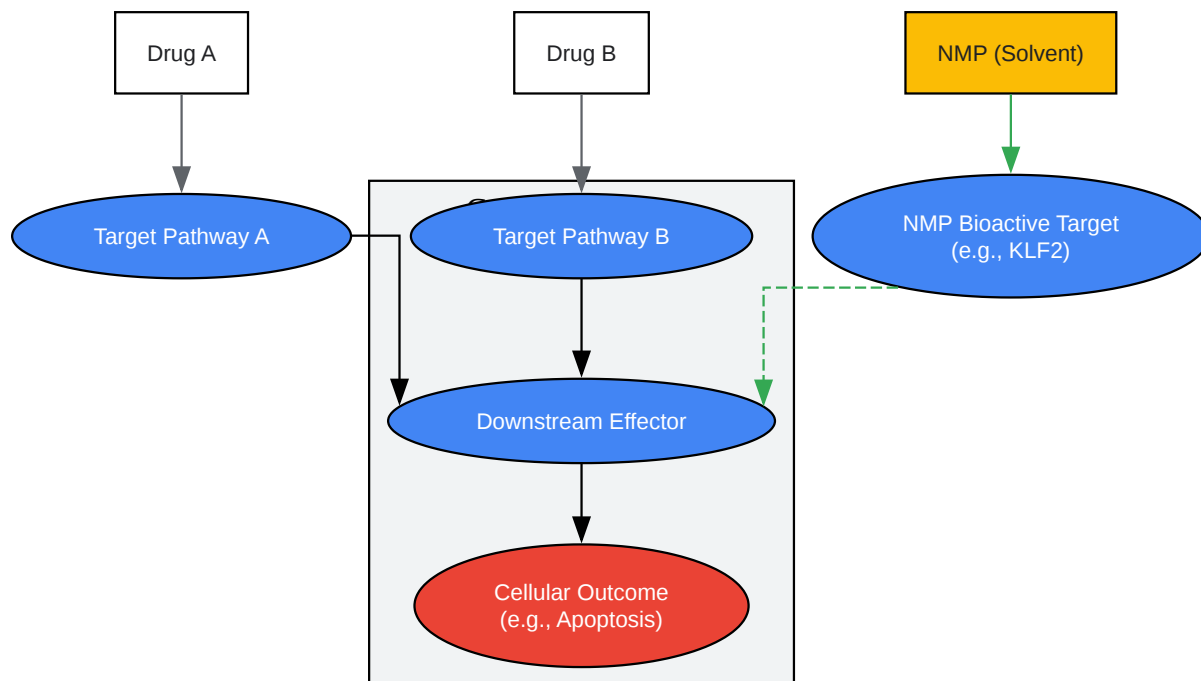 Drug A
Drug B
NMP (Solvent)
Target Pathway A
Target Pathway B
NMP Bioactive Target
(e.g., KLF2)
Downstream Effector
Cellular Outcome
(e.g., Apoptosis)